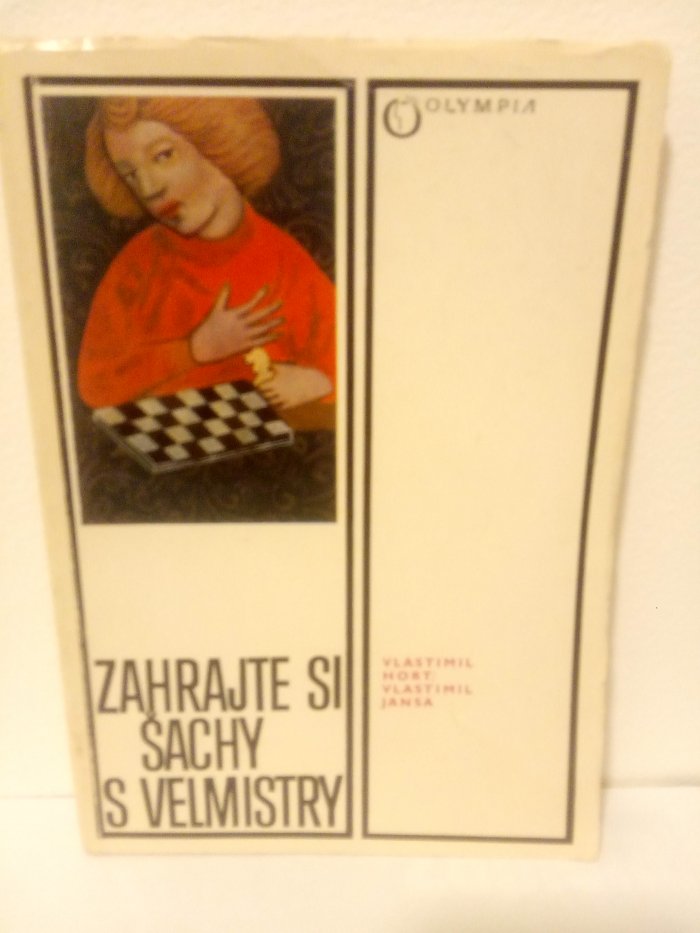 OLYMPIA
ZAHRAJTE SI
ŠACHY
S VELMISTRY
VLASTIMIL
HORT,
VLASTIMIL
JANSA